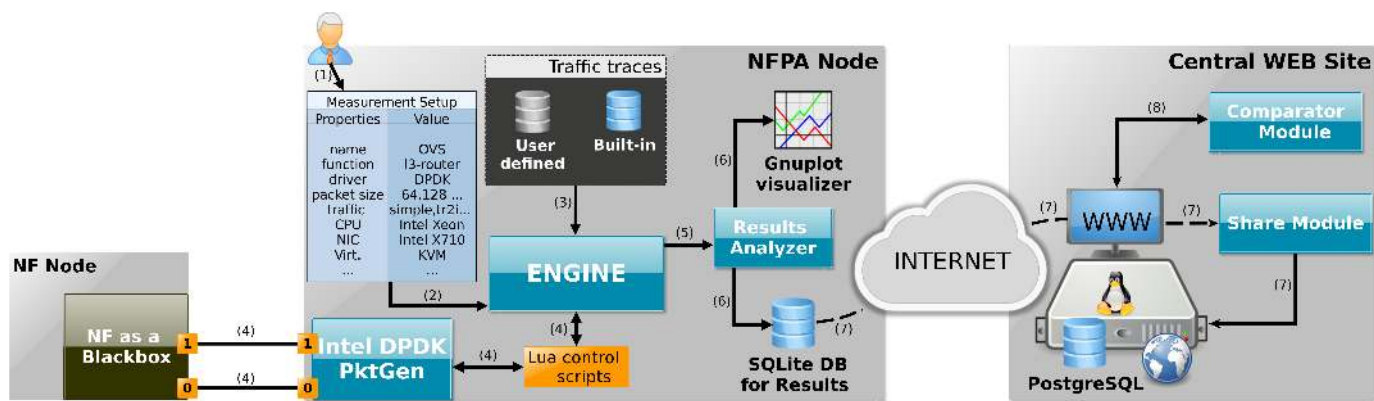 NF Node
NF as a
Blackbox
1
0
(4)
(4)
(1)
NFPA Node
Measurement Setup
Properties Value
name OVS
function l3-router
driver DPDK
packet size 64,128 ...
traffic simple,tr2i...
CPU Intel Xeon
NIC Intel X710
Virt. KVM
... ...
Traffic traces
User
defined
Built-in
(3)
(2)
ENGINE
(5)
(4)
1
0
Intel DPDK
PktGen
(4)
Lua control
scripts
Results
Analyzer
(6)
Gnuplot
visualizer
(6)
SQLite DB
for Results
(7)
INTERNET
Central WEB Site
(7)
WWW
(8)
Comparator
Module
(7)
Share Module
(7)
PostgreSQL